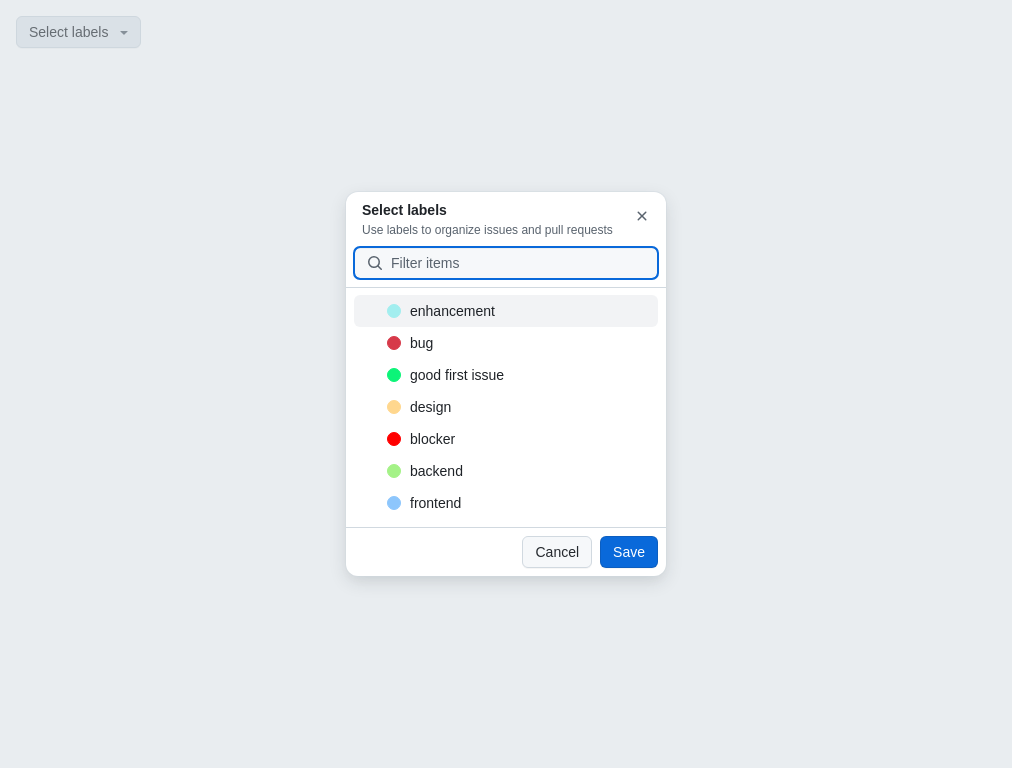 Select labels
Select labels
Use labels to organize issues and pull requests
Filter items
enhancement
bug
good first issue
design
blocker
backend
frontend
Cancel
Save